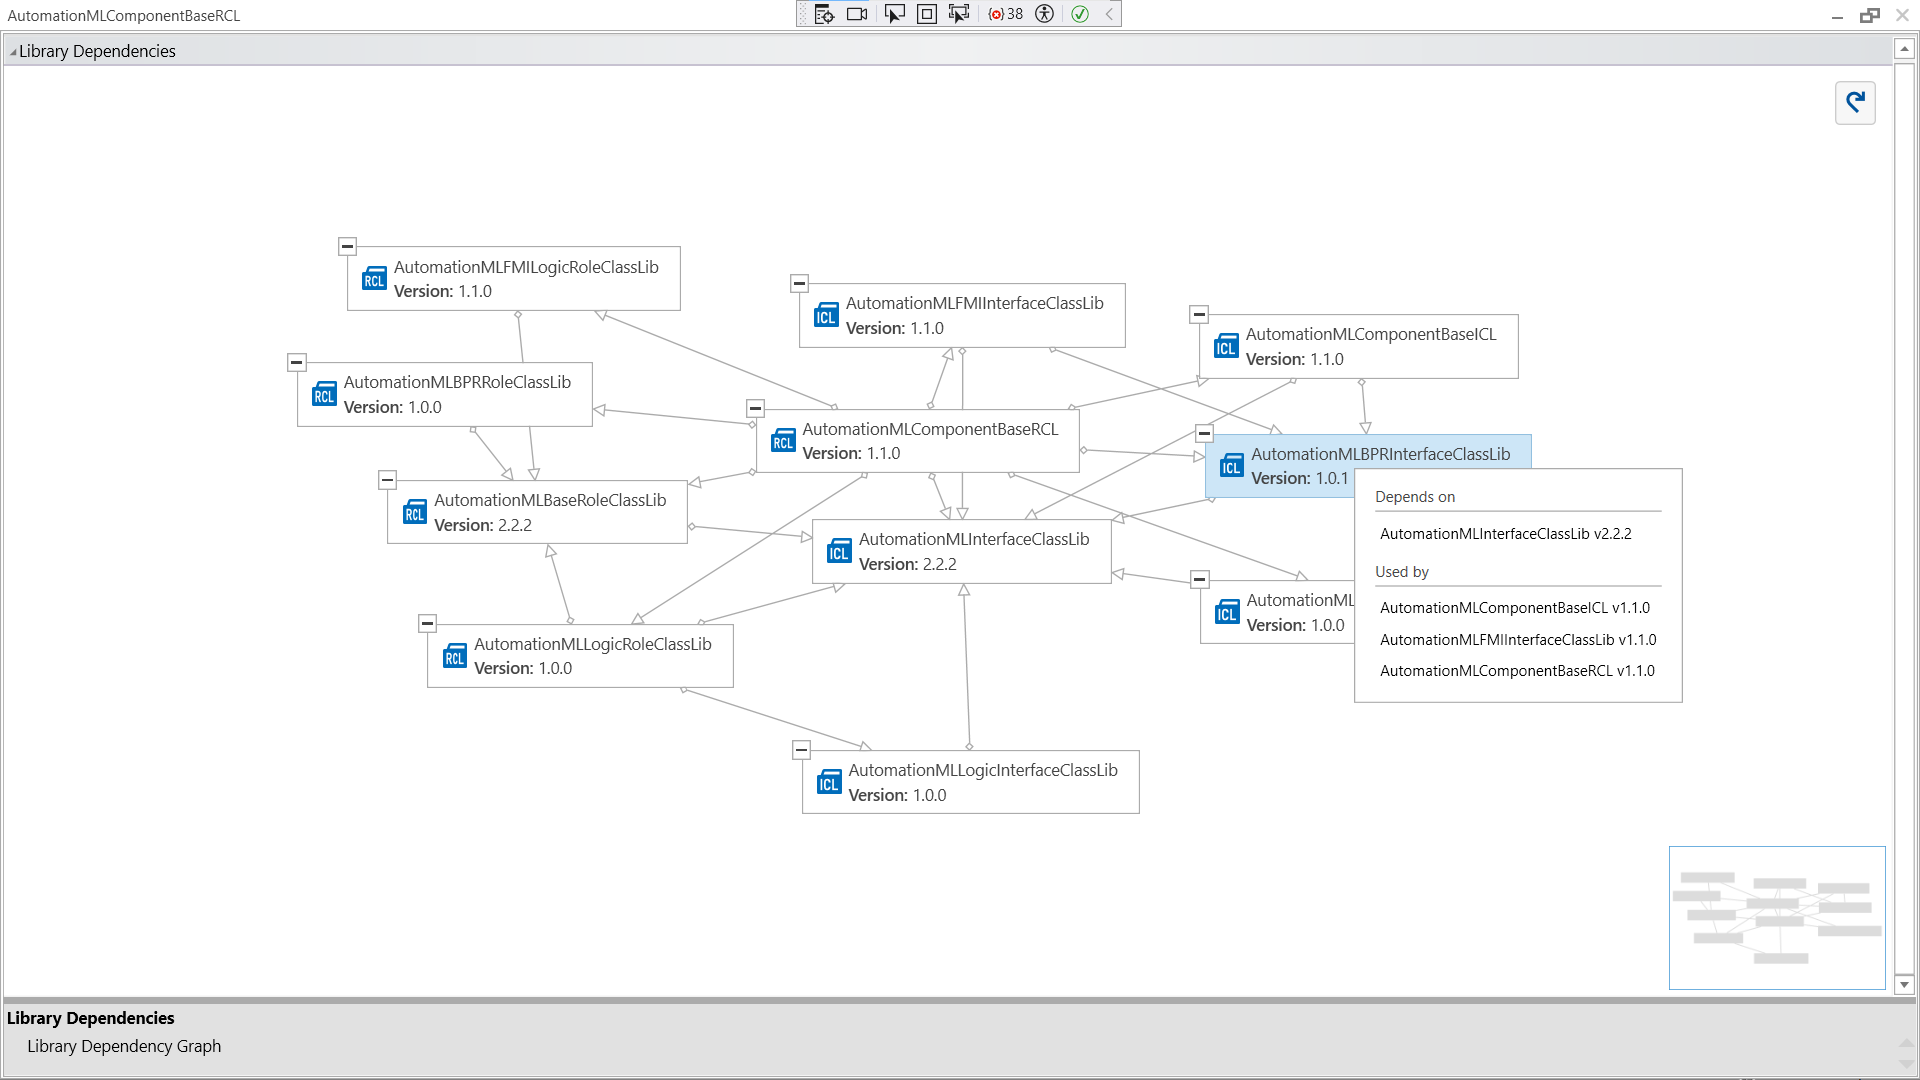 AutomationMLComponentBaseRCL
38
Library Dependencies
RCL
AutomationMLFMILogicRoleClassLib
Version: 1.1.0
ICL
AutomationMLFMIInterfaceClassLib
Version: 1.1.0
ICL
AutomationMLComponentBaseICL
Version: 1.1.0
RCL
AutomationMLBPRRoleClassLib
Version: 1.0.0
RCL
AutomationMLComponentBaseRCL
Version: 1.1.0
ICL
AutomationMLBPRInterfaceClassLib
Version: 1.0.1
RCL
AutomationMLBaseRoleClassLib
Version: 2.2.2
ICL
AutomationMLInterfaceClassLib
Version: 2.2.2
ICL
AutomationML
Version: 1.0.0
Depends on
AutomationMLInterfaceClassLib v2.2.2
Used by
AutomationMLComponentBaseICL v1.1.0
AutomationMLFMIInterfaceClassLib v1.1.0
AutomationMLComponentBaseRCL v1.1.0
RCL
AutomationMLLogicRoleClassLib
Version: 1.0.0
ICL
AutomationMLLogicInterfaceClassLib
Version: 1.0.0
Library Dependencies
Library Dependency Graph